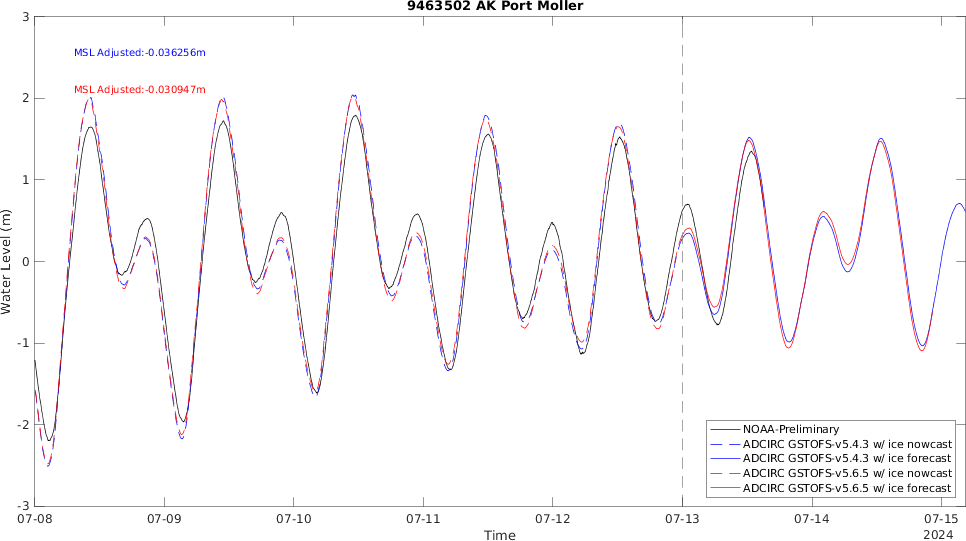 9463502 AK Port Moller
3
MSL Adjusted:-0.036256m
MSL Adjusted:-0.030947m
2
1
0
-1
-2
-3
Water Level (m)
NOAA-Preliminary
ADCIRC GSTOFS-v5.4.3 w/ ice nowcast
ADCIRC GSTOFS-v5.4.3 w/ ice forecast
ADCIRC GSTOFS-v5.6.5 w/ ice nowcast
ADCIRC GSTOFS-v5.6.5 w/ ice forecast
07-08 07-09 07-10 07-11 07-12 07-13 07-14 07-15
Time
2024